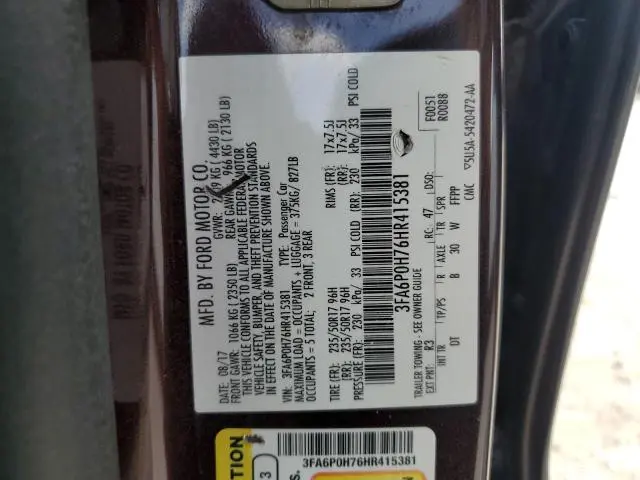 MFD. BY FORD MOTOR CO.
DATE: 08/17
GVWR: KG ( 4430 LB)
FRONT GAWR: 1066 KG ( 2350 LB)
REAR GAWR: 966 KG ( 2130 LB)
THIS VEHICLE CONFORMS TO ALL APPLICABLE FEDERAL MOTOR
VEHICLE SAFETY, BUMPER, AND THEFT PREVENTION STANDARDS
IN EFFECT ON THE DATE OF MANUFACTURE SHOWN ABOVE.
VIN: 3FA6P0H76HR415381
TYPE: Passenger Car
MAXIMUM LOAD = OCCUPANTS + LUGGAGE = 375KG/ 827LB
OCCUPANTS = 5 TOTAL; 2 FRONT, 3 REAR
TIRE (FR): 235/50R17 96H RIMS (FR): 17x7.5J
(RR): 235/50R17 96H (RR): 17x7.5J
PRESSURE (FR): 230 kPa/ 33 PSI COLD (RR): 230 kPa/ 33 PSI COLD
3FA6P0H76HR415381
F0051
R0088
TRAILER TOWING - SEE OWNER GUIDE
EXT PNT: R3 RC: 47 DSO:
INT TR TP/PS R AXLE TR SPR
DT B 30 W FFPP
CMC
5U5A-5420472-AA
3FA6P0H76HR415381